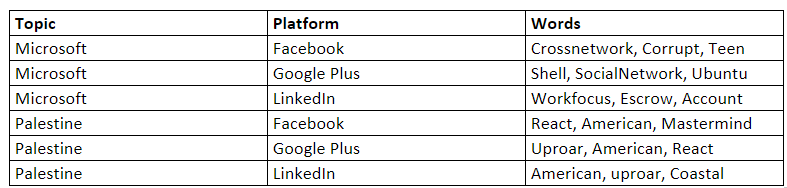 Topic Platform Words
Microsoft Facebook Crossnetwork, Corrupt, Teen
Microsoft Google Plus Shell, SocialNetwork, Ubuntu
Microsoft LinkedIn Workfocus, Escrow, Account
Palestine Facebook React, American, Mastermind
Palestine Google Plus Uproar, American, React
Palestine LinkedIn American, uproar, Coastal